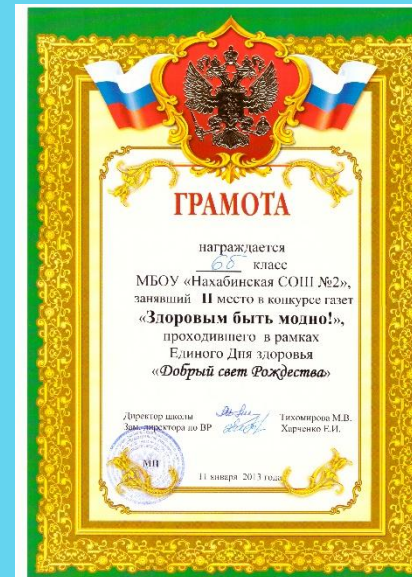 ГРАМОТА
награждается
6б класс
МБОУ «Нахабинская СОШ №2»,
занявший II место в конкурсе газет
«Здоровым быть модно!»,
проходившего в рамках
Единого Дня здоровья
«Добрый свет Рождества»
Директор школы Тихомирова М.В.
Зам. директора по ВР Харченко Е.И.
МП
11 января 2013 года